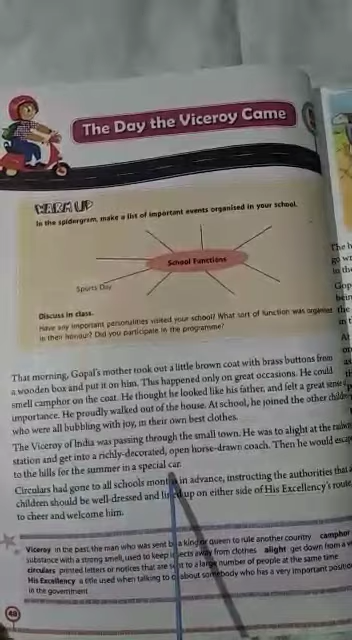 The Day the Viceroy Came
WARM UP
In the spidergram, make a list of important events organised in your school.
School Functions
Sports Day
Discuss in class.
Have any important personalities visited your school? What sort of function was organised
in their honour? Did you participate in the programme?
That morning, Gopal's mother took out a little brown coat with brass buttons from
a wooden box and put it on him. This happened only on great occasions. He could
smell camphor on the coat. He thought he looked like his father, and felt a great sense
importance. He proudly walked out of the house. At school, he joined the other
who were all bubbling with joy, in their own best clothes.
The Viceroy of India was passing through the small town. He was to alight at the
station and get into a richly-decorated, open horse-drawn coach. Then he would
to the hills for the summer in a special car.
Circulars had gone to all schools months in advance, instructing the authorities that
children should be well-dressed and lined up on either side of His Excellency's route
to cheer and welcome him.
Viceroy in the past, the man who was sent by a king or queen to rule another country camphor
substance with a strong smell, used to keep insects away from clothes alight get down from a
circulars printed letters or notices that are sent to a large number of people at the same time
His Excellency a title used when talking to or about somebody who has a very important position
in the government